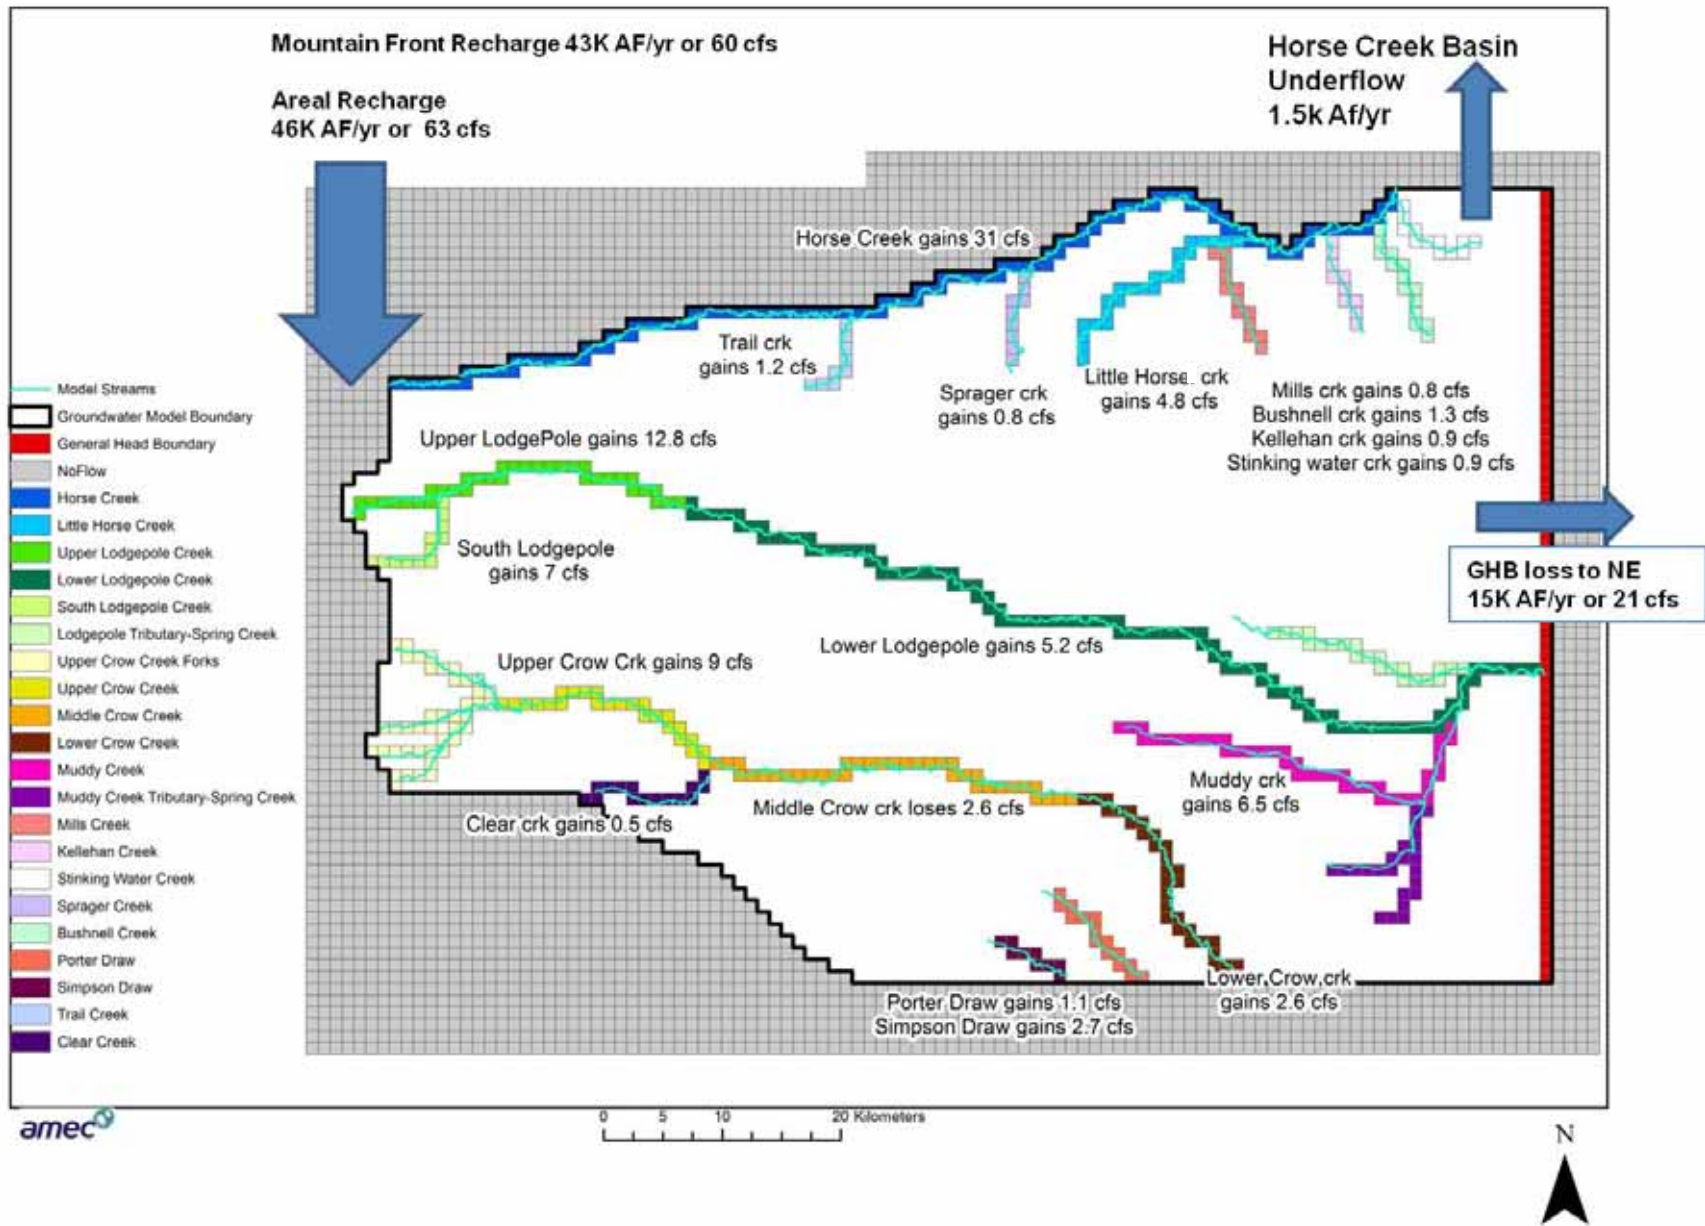 Mountain Front Recharge 43K AF/yr or 60 cfs
Areal Recharge
46K AF/yr or 63 cfs
Horse Creek Basin
Underflow
1.5k Af/yr
Horse Creek gains 31 cfs
Trail crk
gains 1.2 cfs
Sprager crk
gains 0.8 cfs
Little Horse crk
gains 4.8 cfs
Mills crk gains 0.8 cfs
Bushnell crk gains 1.3 cfs
Kellehan crk gains 0.9 cfs
Stinking water crk gains 0.9 cfs
Upper LodgePole gains 12.8 cfs
South Lodgepole
gains 7 cfs
GHB loss to NE
15K AF/yr or 21 cfs
Lower Lodgepole gains 5.2 cfs
Upper Crow Crk gains 9 cfs
Muddy crk
gains 6.5 cfs
Middle Crow crk loses 2.6 cfs
Clear crk gains 0.5 cfs
Lower Crow crk
gains 2.6 cfs
Porter Draw gains 1.1 cfs
Simpson Draw gains 2.7 cfs
Model Streams
Groundwater Model Boundary
General Head Boundary
NoFlow
Horse Creek
Little Horse Creek
Upper Lodgepole Creek
Lower Lodgepole Creek
South Lodgepole Creek
Lodgepole Tributary-Spring Creek
Upper Crow Creek Forks
Upper Crow Creek
Middle Crow Creek
Lower Crow Creek
Muddy Creek
Muddy Creek Tributary-Spring Creek
Mills Creek
Kellehan Creek
Stinking Water Creek
Sprager Creek
Bushnell Creek
Porter Draw
Simpson Draw
Trail Creek
Clear Creek
amec
0 5 10 20 Kilometers
N